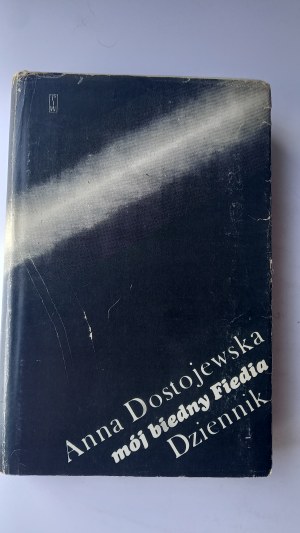 Anna Dostojewska
mój biedny Fiedia
Dziennik